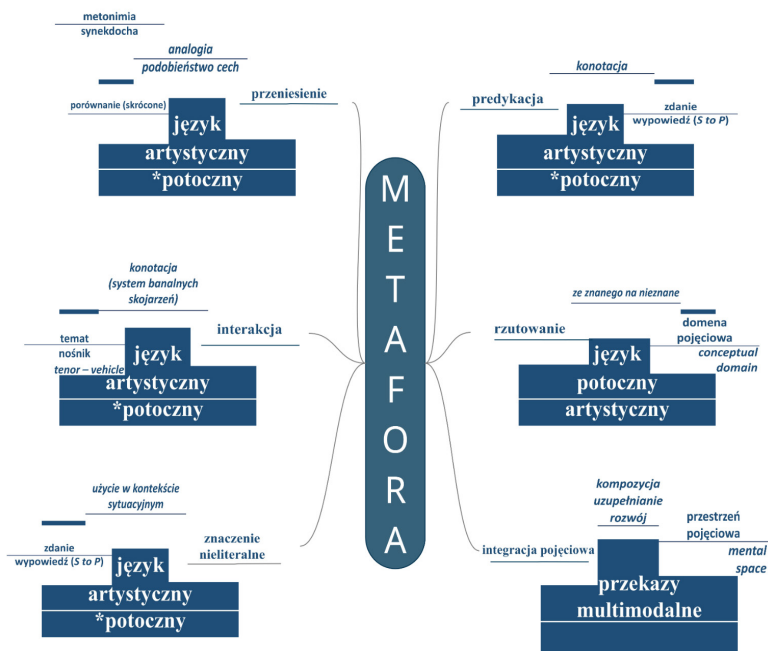 metonimia
synekdocha
analogia
podobieństwo cech
porównanie (skrócone)
przeniesienie
język
artystyczny
*potoczny
konotacja
(system banalnych
skojarzeń)
temat
nośnik
tenor – vehicle
interakcja
język
artystyczny
*potoczny
użycie w kontekście
sytuacyjnym
zdanie
wypowiedź (S to P)
znaczenie
nieliteralne
język
artystyczny
*potoczny
M
E
T
A
F
O
R
A
konotacja
predykacja
zdanie
wypowiedź (S to P)
język
artystyczny
*potoczny
ze znanego na nieznane
rzutowanie
domena
pojęciowa
conceptual
domain
język
potoczny
artystyczny
kompozycja
uzupełnianie
rozwój
integracja pojęciowa
przestrzeń
pojęciowa
mental
space
przekazy
multimodalne